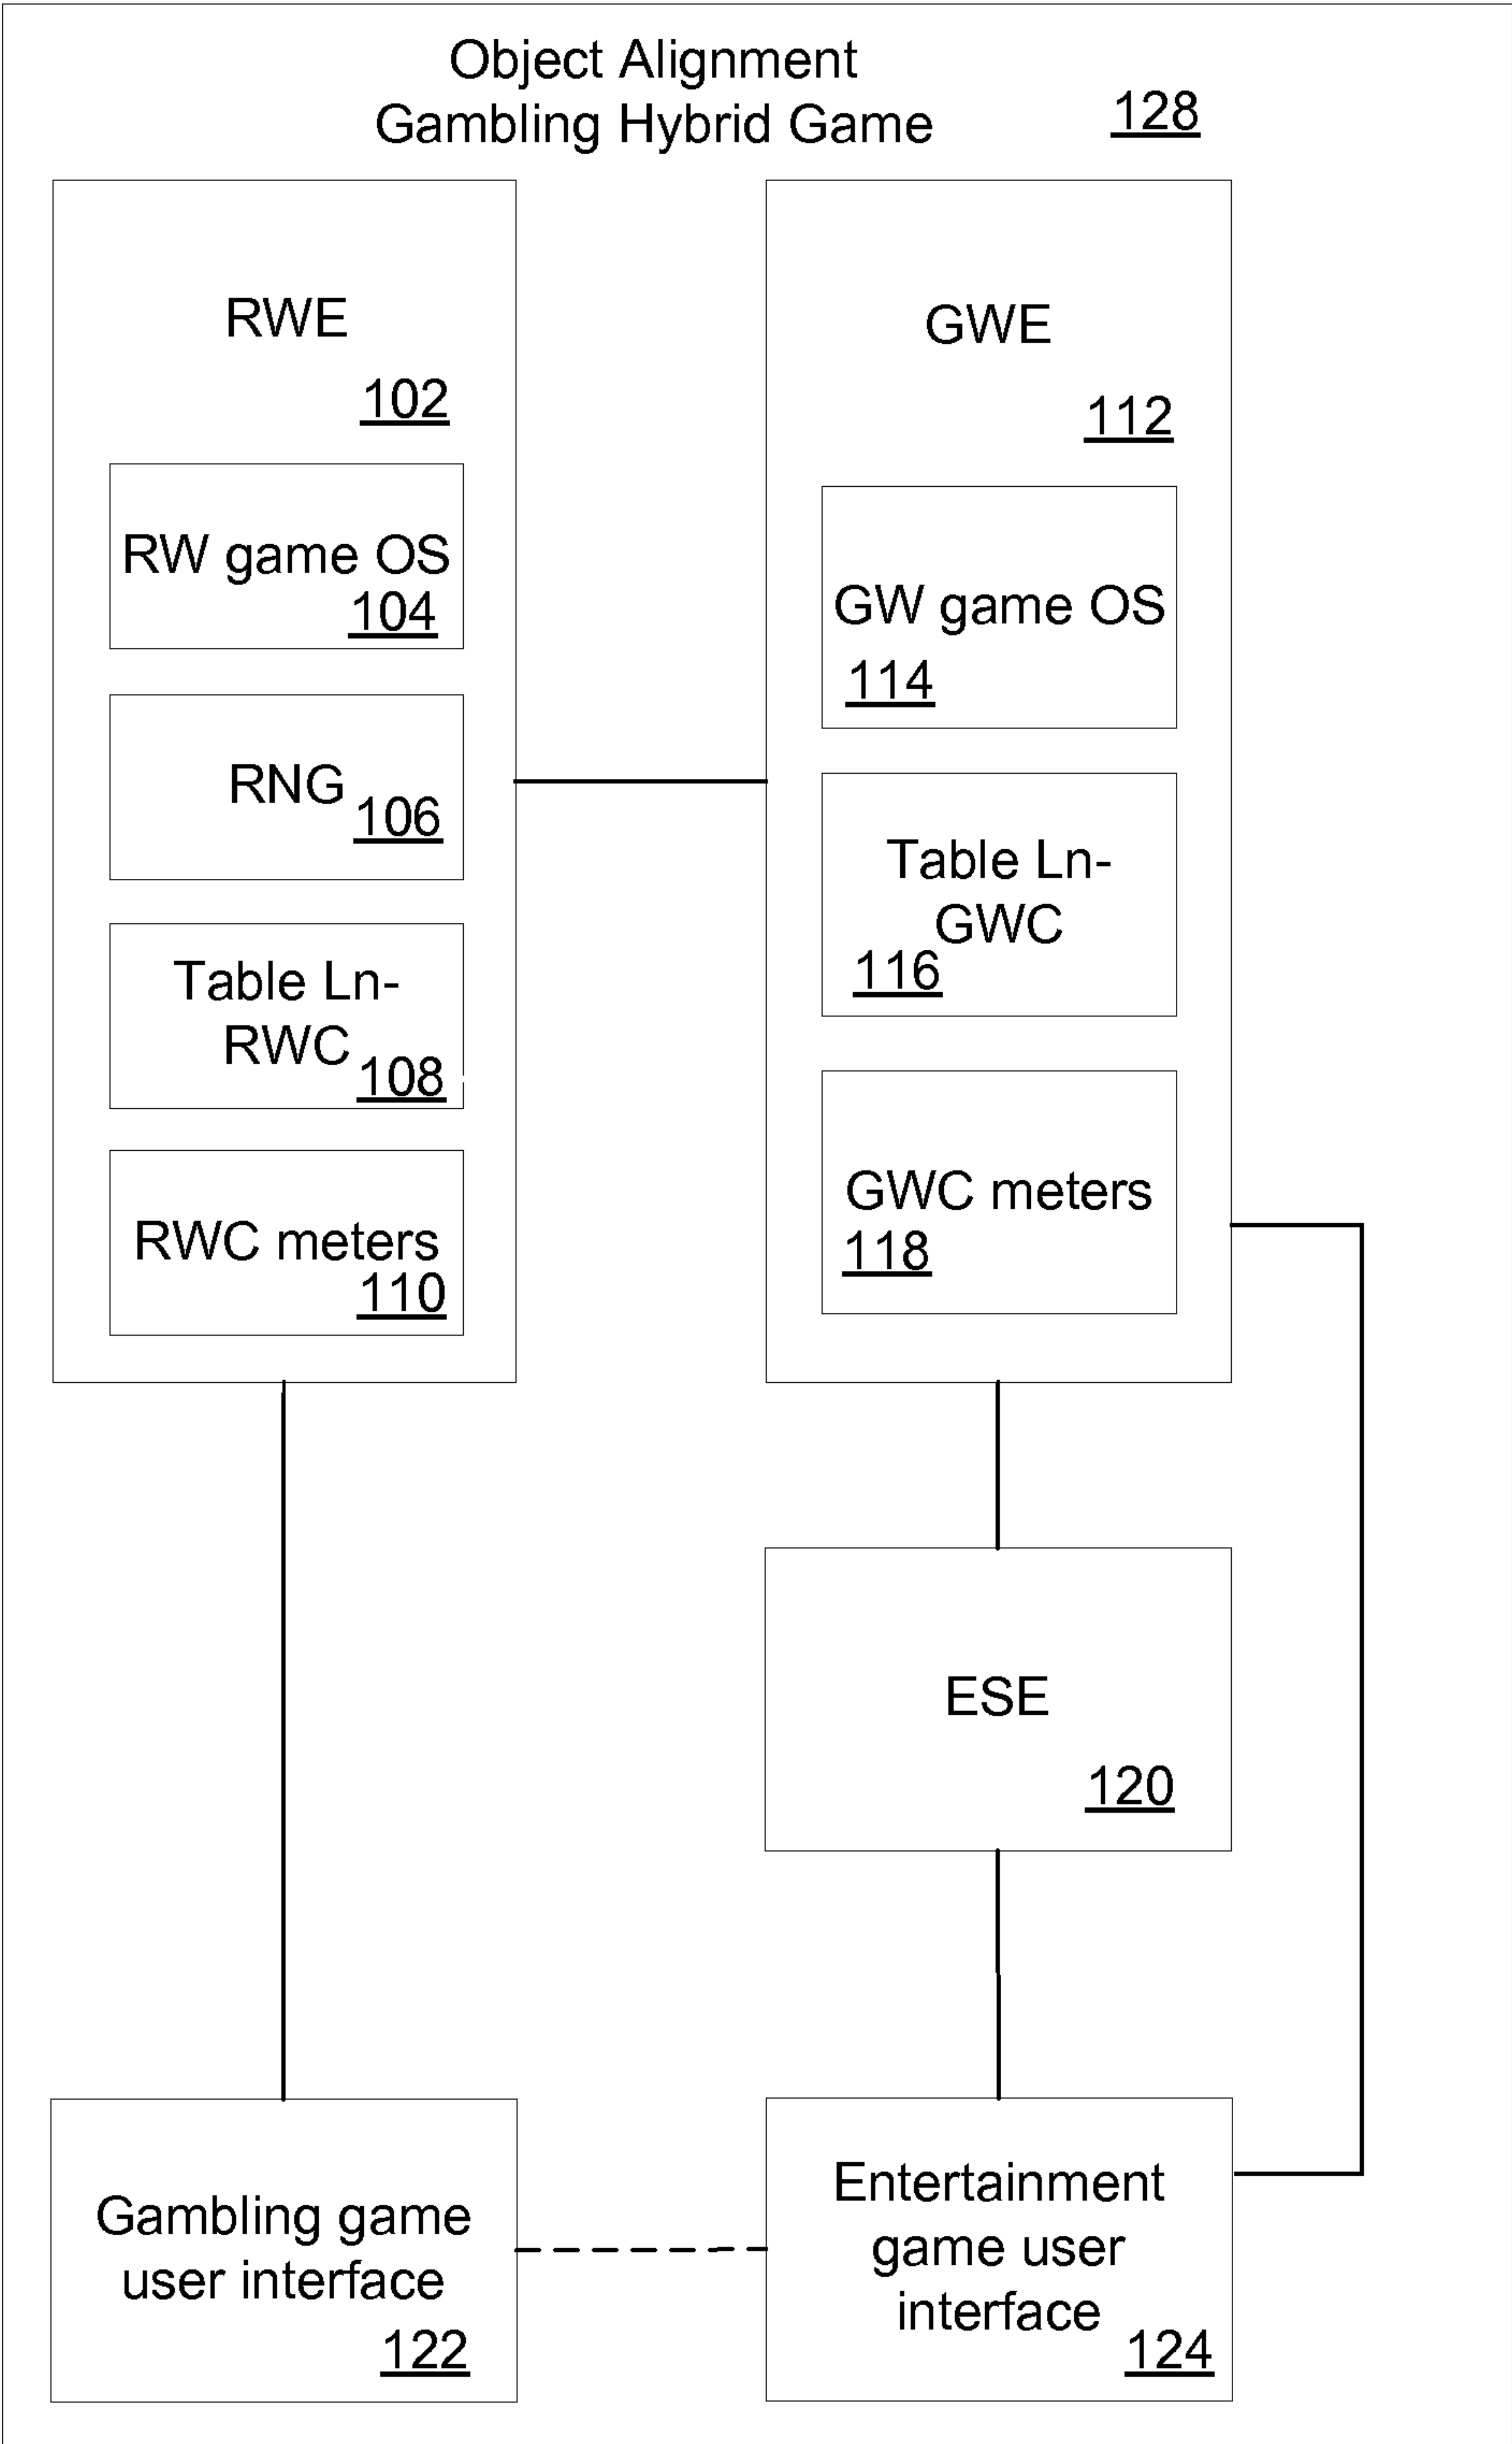 Object Alignment
Gambling Hybrid Game
128
RWE
102
RW game OS
104
RNG
106
Table Ln-
RWC
108
RWC meters
110
GWE
112
GW game OS
114
Table Ln-
GWC
116
GWC meters
118
ESE
120
Gambling game
user interface
122
Entertainment
game user
interface
124